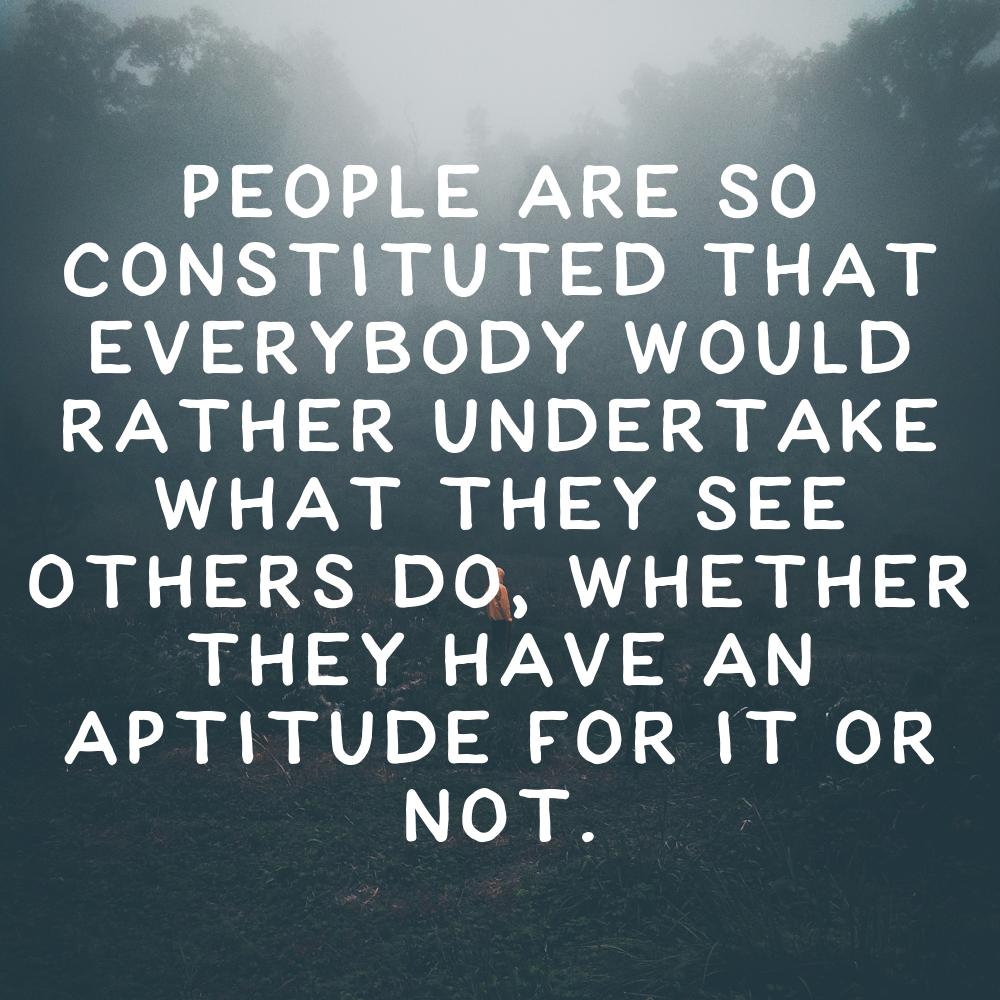 PEOPLE ARE SO
CONSTITUTED THAT
EVERYBODY WOULD
RATHER UNDERTAKE
WHAT THEY SEE
OTHERS DO, WHETHER
THEY HAVE AN
APTITUDE FOR IT OR
NOT.